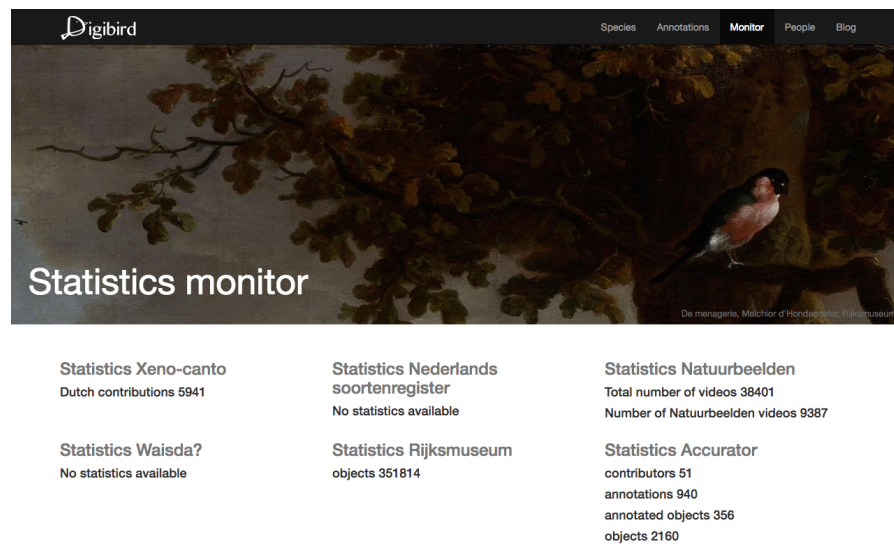 Digibird
Species Annotations Monitor People Blog
Statistics monitor
De menagerie, Melchior d'Hondecoeter, Rijksmuseum
Statistics Xeno-canto
Dutch contributions 5941
Statistics Nederlands
soortenregister
No statistics available
Statistics Natuurbeelden
Total number of videos 38401
Number of Natuurbeelden videos 9387
Statistics Waisda?
No statistics available
Statistics Rijksmuseum
objects 351814
Statistics Accurator
contributors 51
annotations 940
annotated objects 356
objects 2160